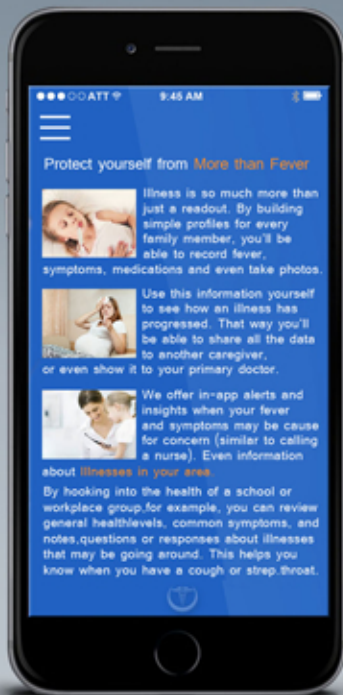 ATT 9:45 AM
Protect yourself from More than Fever
Illness is so much more than
just a readout. By building
simple profiles for every
family member, you'll be
able to record fever,
symptoms, medications and even take photos.
Use this information yourself
to see how an illness has
progressed. That way you'll
be able to share all the data
to another caregiver,
or even show it to your primary doctor.
We offer in-app alerts and
insights when your fever
and symptoms may be cause
for concern (similar to calling
a nurse). Even information
about Illnesses in your area.
By hooking into the health of a school or
workplace group,for example, you can review
general healthlevels, common symptoms, and
notes,questions or responses about illnesses
that may be going around. This helps you
know when you have a cough or strep.throat.